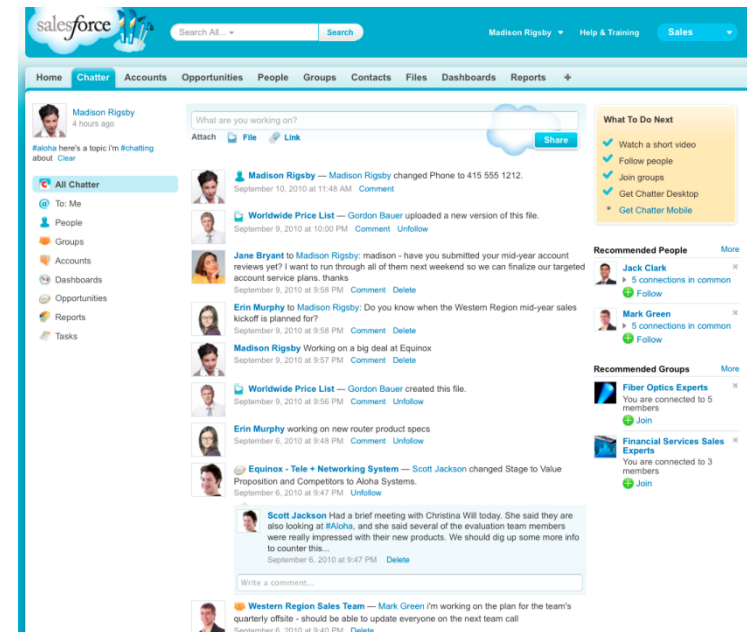 salesforce
Search All...
Search
Madison Rigsby
Help & Training
Sales
Home Chatter Accounts Opportunities People Groups Contacts Files Dashboards Reports +
Madison Rigsby
4 hours ago
#aloha here's a topic i'm #chatting
about Clear
All Chatter
To: Me
People
Groups
Accounts
Dashboards
Opportunities
Reports
Tasks
What are you working on?
Attach File Link
Share
Madison Rigsby — Madison Rigsby changed Phone to 415 555 1212.
September 10, 2010 at 11:48 AM Comment
Worldwide Price List — Gordon Bauer uploaded a new version of this file.
September 9, 2010 at 10:00 PM Comment Unfollow
Jane Bryant to Madison Rigsby: madison - have you submitted your mid-year account
reviews yet? I want to run through all of them next weekend so we can finalize our targeted
account service plans. thanks
September 9, 2010 at 9:58 PM Comment Delete
Erin Murphy to Madison Rigsby: Do you know when the Western Region mid-year sales
kickoff is planned for?
September 9, 2010 at 9:58 PM Comment Delete
Madison Rigsby Working on a big deal at Equinox
September 9, 2010 at 9:57 PM Comment Delete
Worldwide Price List — Gordon Bauer created this file.
September 9, 2010 at 9:56 PM Comment Unfollow
Erin Murphy working on new router product specs
September 6, 2010 at 9:48 PM Comment Unfollow
Equinox - Tele + Networking System — Scott Jackson changed Stage to Value
Proposition and Competitors to Aloha Systems.
September 6, 2010 at 9:47 PM Unfollow
Scott Jackson Had a brief meeting with Christina Will today. She said they are
also looking at #Aloha, and she said several of the evaluation team members
were really impressed with their new products. We should dig up some more info
to counter this...
September 6, 2010 at 9:47 PM Delete
Write a comment...
Western Region Sales Team — Mark Green i'm working on the plan for the team's
quarterly offsite - should be able to update everyone on the next team call
September 6, 2010 at 9:40 PM Delete
What To Do Next
Watch a short video
Follow people
Join groups
Get Chatter Desktop
Get Chatter Mobile
Recommended People More
Jack Clark
5 connections in common
Follow
Mark Green
5 connections in common
Follow
Recommended Groups More
Fiber Optics Experts
You are connected to 5
members
Join
Financial Services Sales
Experts
You are connected to 3
members
Join